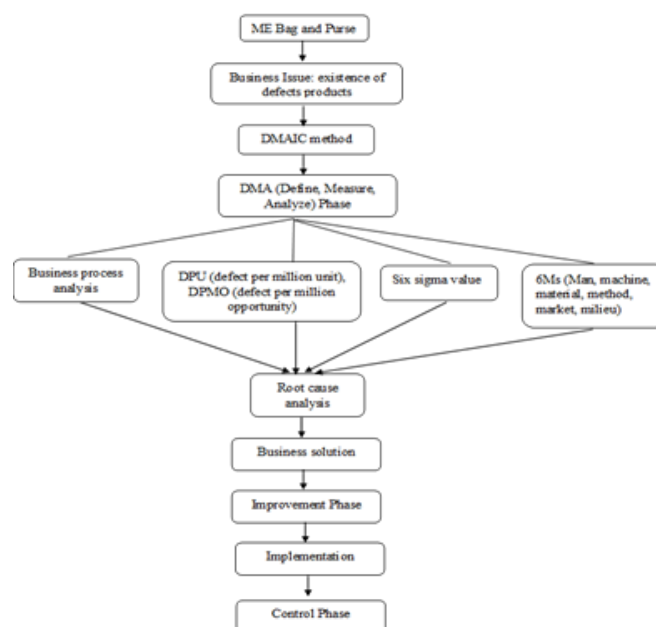 ME Bag and Purse
Business Issue: existence of
defects products
DMAIC method
DMA (Define, Measure,
Analyze) Phase
Business process
analysis
DPU (defect per million unit),
DPMO (defect per million
opportunity)
Six sigma value
6Ms (Man, machine,
material, method,
market, milieu)
Root cause
analysis
Business solution
Improvement Phase
Implementation
Control Phase